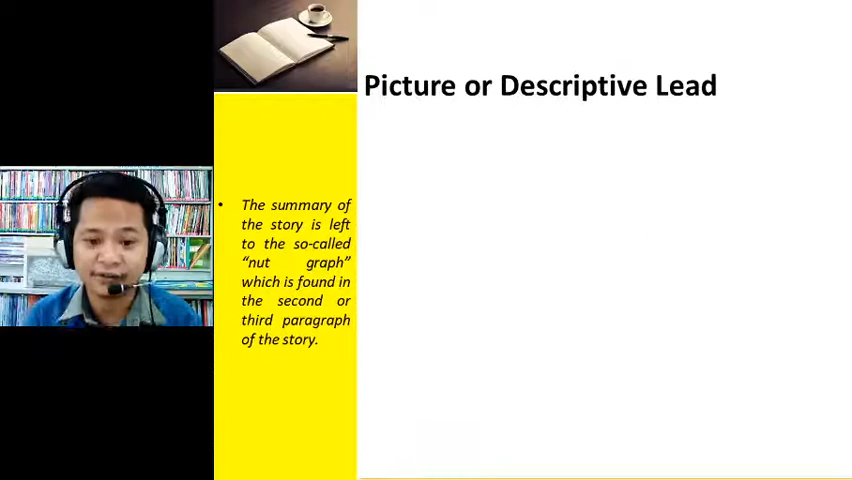 Picture or Descriptive Lead
• The summary of
the story is left
to the so-called
“nut graph”
which is found in
the second or
third paragraph
of the story.